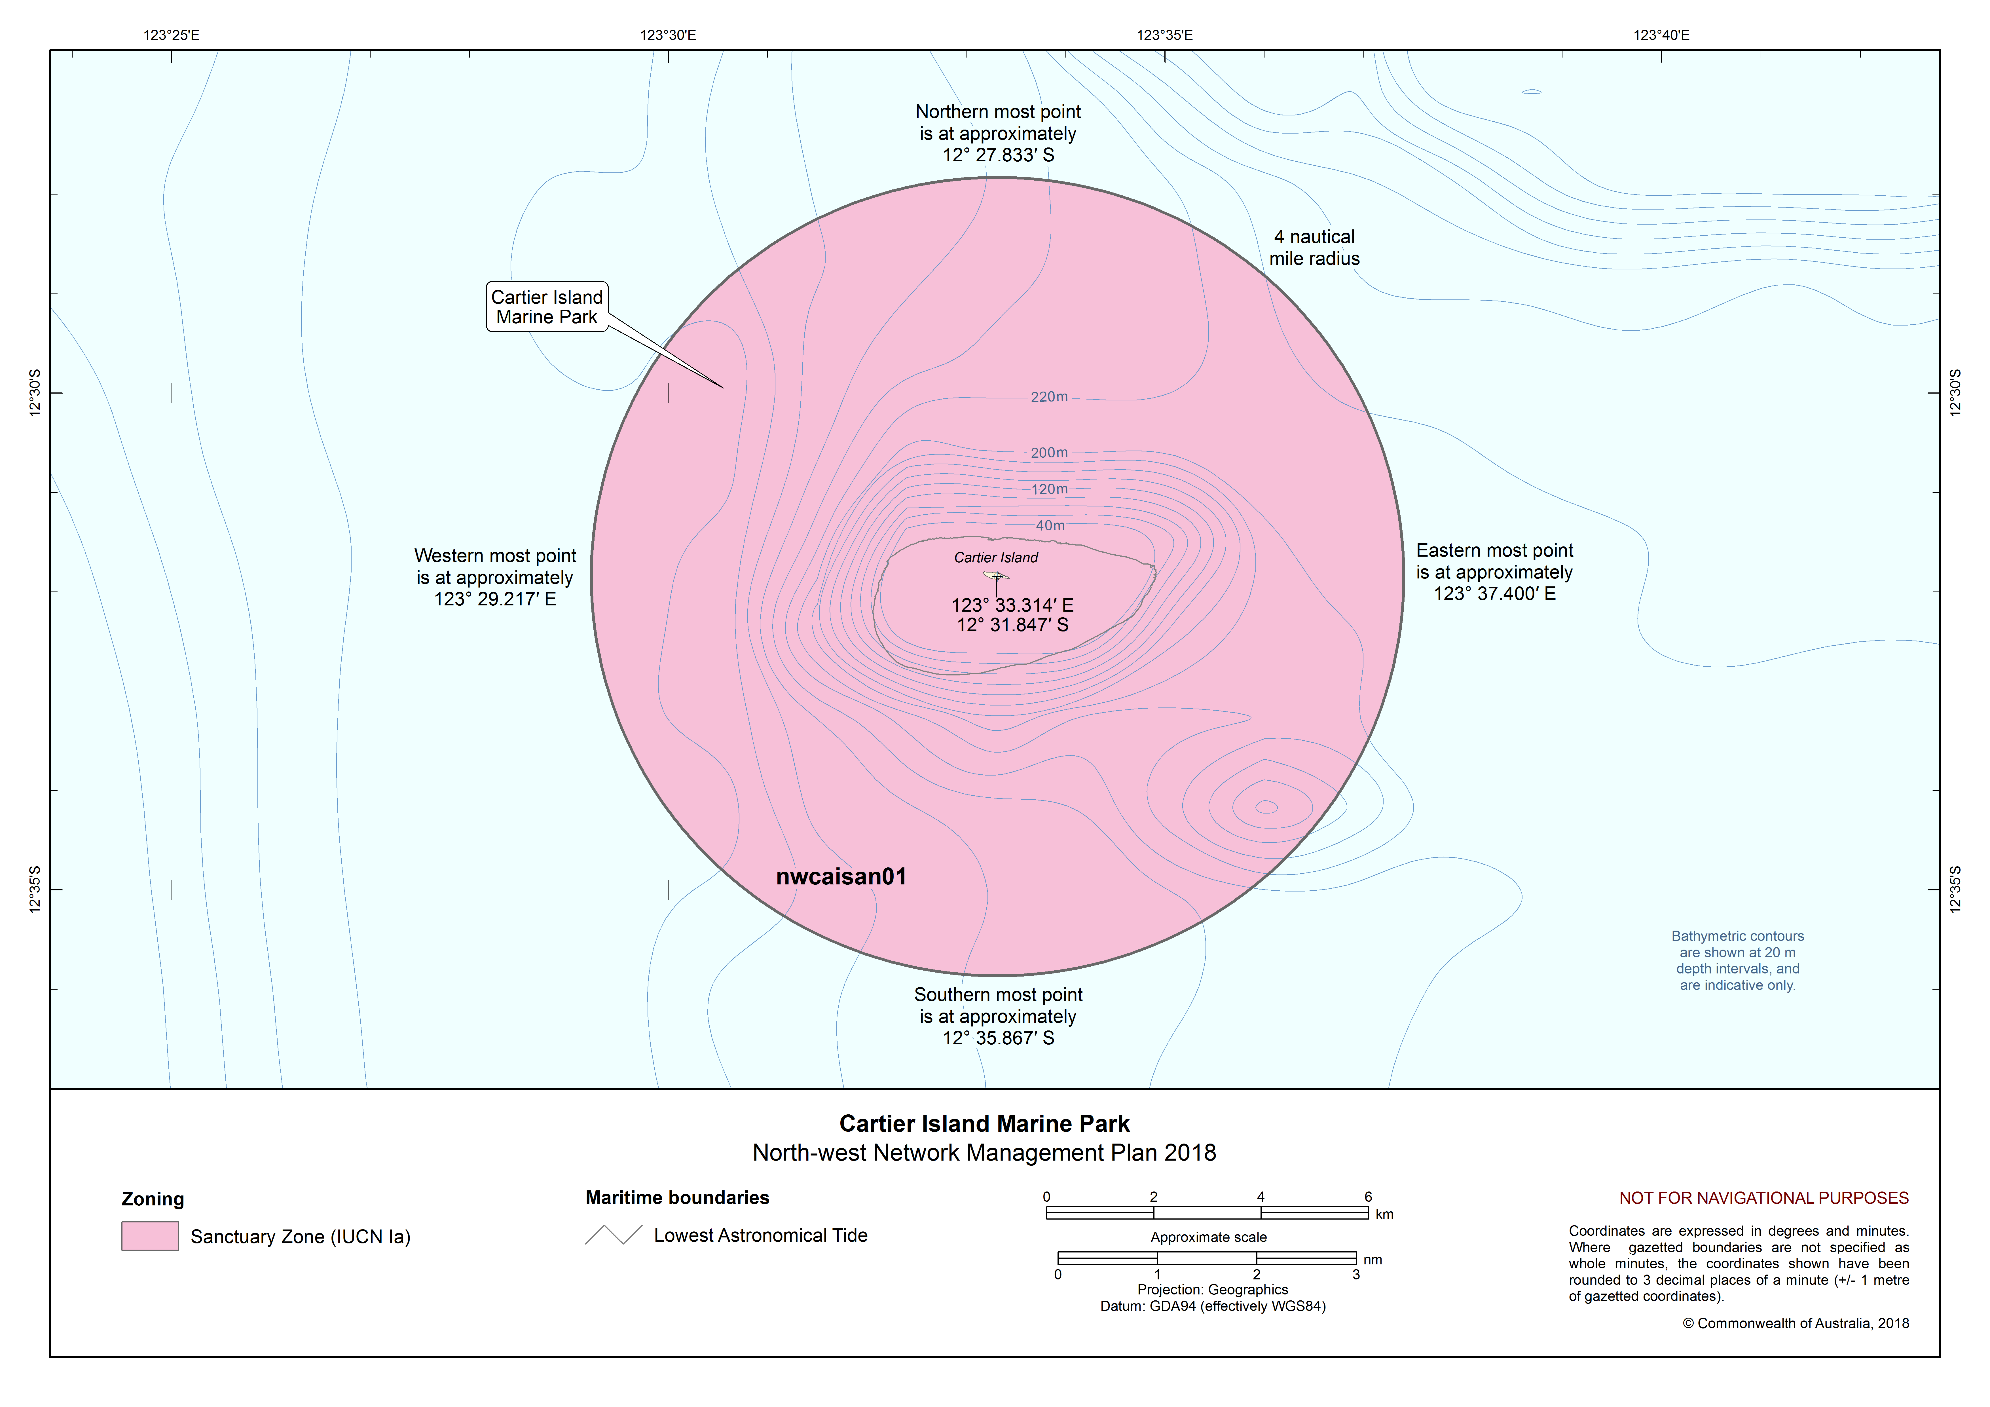 123°25'E
123°30'E
123°35'E
123°40'E
Northern most point
is at approximately
12° 27.833′ S
4 nautical
mile radius
Cartier Island
Marine Park
12°30'S
12°30'S
220m
200m
120m
40m
Cartier Island
123° 33.314′ E
12° 31.847′ S
Western most point
is at approximately
123° 29.217′ E
Eastern most point
is at approximately
123° 37.400′ E
nwcaisan01
12°35'S
12°35'S
Bathymetric contours
are shown at 20 m
depth intervals, and
are indicative only.
Southern most point
is at approximately
12° 35.867′ S
Cartier Island Marine Park
North-west Network Management Plan 2018
Zoning
Sanctuary Zone (IUCN Ia)
Maritime boundaries
Lowest Astronomical Tide
0 2 4 6
km
Approximate scale
nm
0 1 2 3
Projection: Geographics
Datum: GDA94 (effectively WGS84)
NOT FOR NAVIGATIONAL PURPOSES
Coordinates are expressed in degrees and minutes.
Where gazetted boundaries are not specified as
whole minutes, the coordinates shown have been
rounded to 3 decimal places of a minute (+/- 1 metre
of gazetted coordinates).
© Commonwealth of Australia, 2018